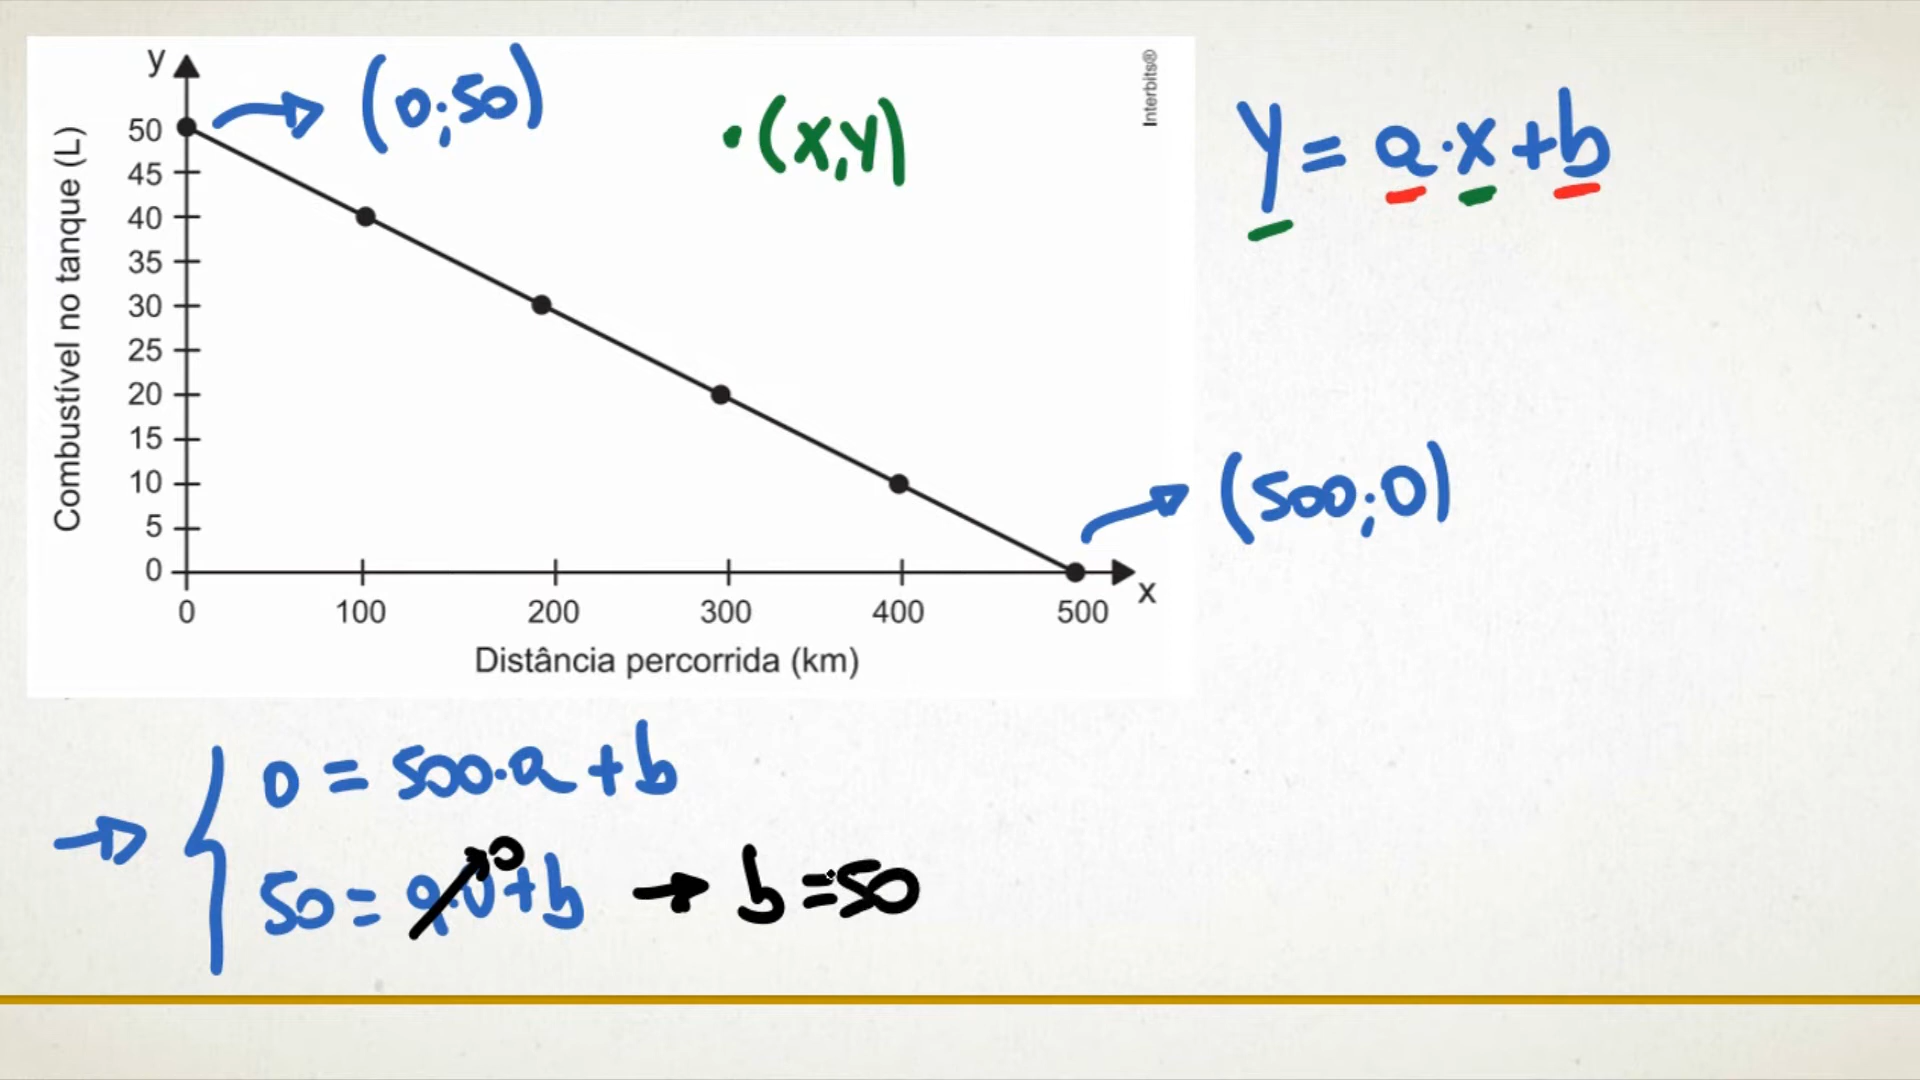 y
(0;50)
(x,y)
Interbits®
y = a·x+b
Combustível no tanque (L)
50
45
40
35
30
25
20
15
10
5
0
(500;0)
x
0 100 200 300 400 500
Distância percorrida (km)
0 = 500·a+b
50 = a·0+b → b=50
0